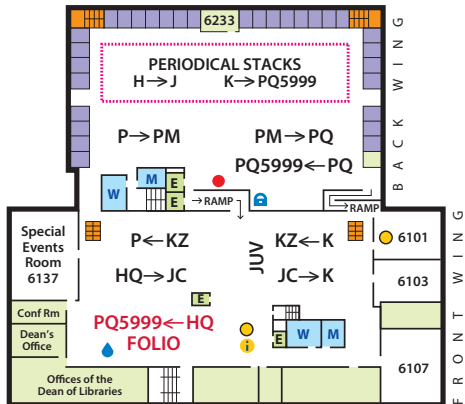 6233
PERIODICAL STACKS
H→J K→PQ5999
P→PM PM→PQ
PQ5999←PQ
BACK WING
M
E
W
E
→RAMP
→RAMP
Special
Events
Room
6137
P←KZ KZ←K
6101
JUV
HQ→JC JC→K
6103
E
Conf Rm
PQ5999←HQ
FOLIO
Dean's
Office
i
E
W M
6107
Offices of the
Dean of Libraries
FRONT WING